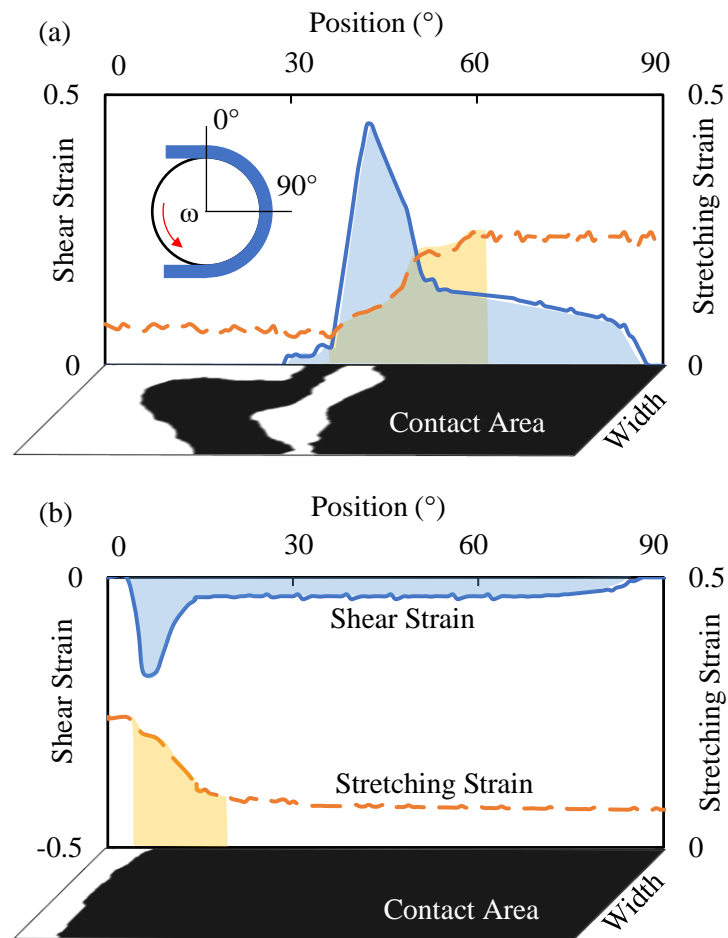 (a)
Position (°)
0 30 60 90
0.5 0.5
0°
90°
ω
Shear Strain
Stretching Strain
0 0
Contact Area
Width
(b)
Position (°)
0 30 60 90
0 0.5
Shear Strain
Shear Strain
Stretching Strain
Stretching Strain
-0.5 0
Contact Area
Width